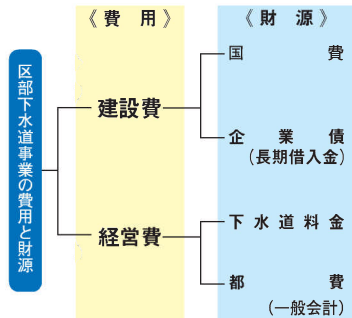 《費用》
《財源》
区部下水道事業の費用と財源
建設費
国費
企業債
(長期借入金)
経営費
下水道料金
都費
(一般会計)